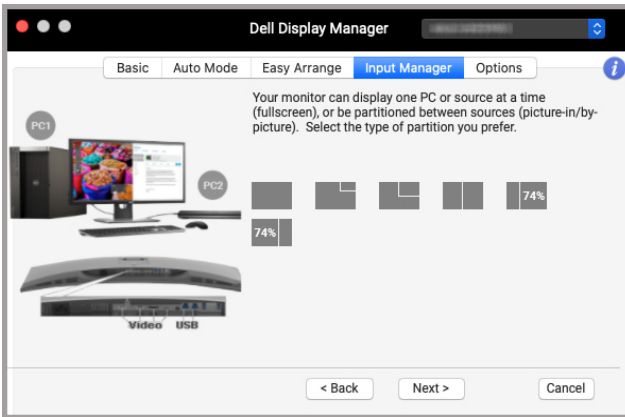 Dell Display Manager
Basic Auto Mode Easy Arrange Input Manager Options
Your monitor can display one PC or source at a time
(fullscreen), or be partitioned between sources (picture-in/by-
picture). Select the type of partition you prefer.
PC1
PC2
74%
74%
Video USB
< Back Next > Cancel